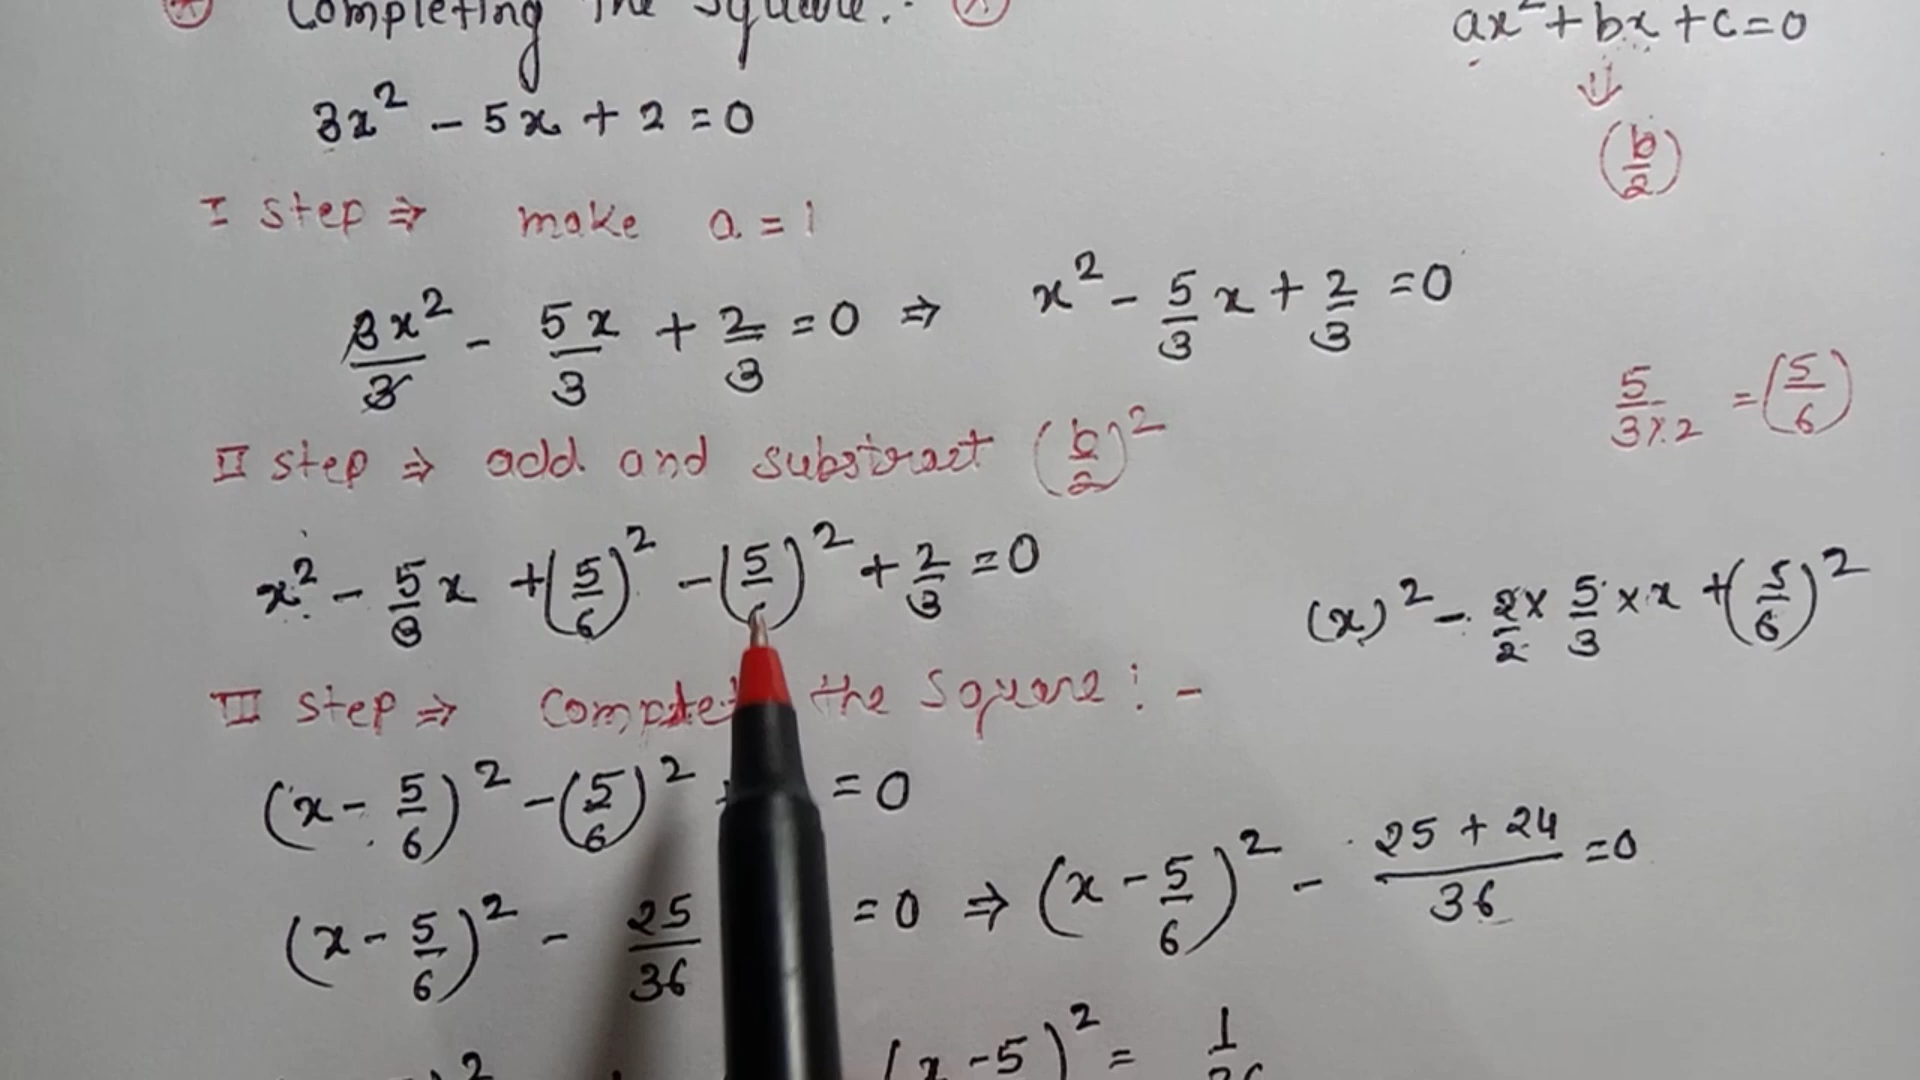 Completing the square:-
ax² + bx + c = 0
⇓
(b/2)
3x² - 5x + 2 = 0
I step ⇒ make a = 1
3x²/3 - 5x/3 + 2/3 = 0 ⇒ x² - 5/3 x + 2/3 = 0
5/3×2 = (5/6)
II step ⇒ add and substract (b/2)²
x² - 5/3 x + (5/6)² - (5/6)² + 2/3 = 0
(x)² - 2/2 × 5/3 × x + (5/6)²
III step ⇒ the square: -
(x - 5/6)² - (5/6)² = 0
(x - 5/6)² - 25/36 = 0 ⇒ (x - 5/6)² - 25 + 24/36 = 0
(x - 5)² = 1